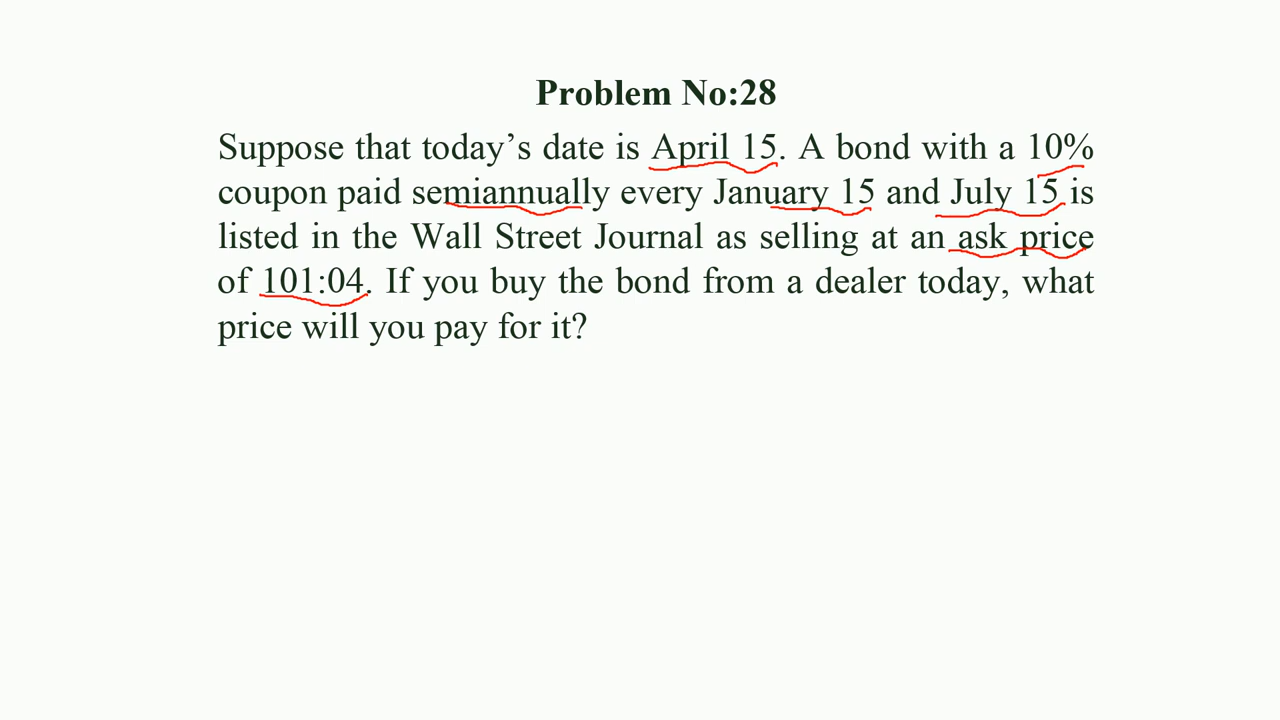 Problem No:28
Suppose that today’s date is April 15. A bond with a 10%
coupon paid semiannually every January 15 and July 15 is
listed in the Wall Street Journal as selling at an ask price
of 101:04. If you buy the bond from a dealer today, what
price will you pay for it?